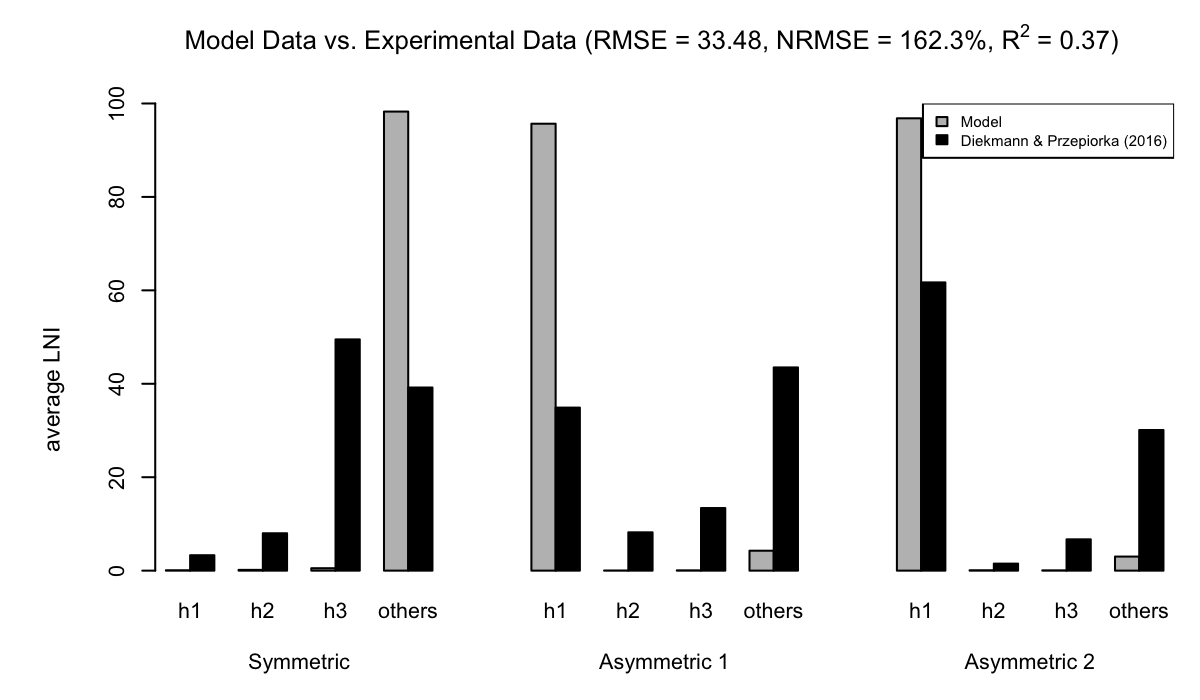 Model Data vs. Experimental Data (RMSE = 33.48, NRMSE = 162.3%, R² = 0.37)
Model
Diekmann & Przepiorka (2016)
average LNI
100
80
60
40
20
0
h1 h2 h3 others h1 h2 h3 others h1 h2 h3 others
Symmetric Asymmetric 1 Asymmetric 2